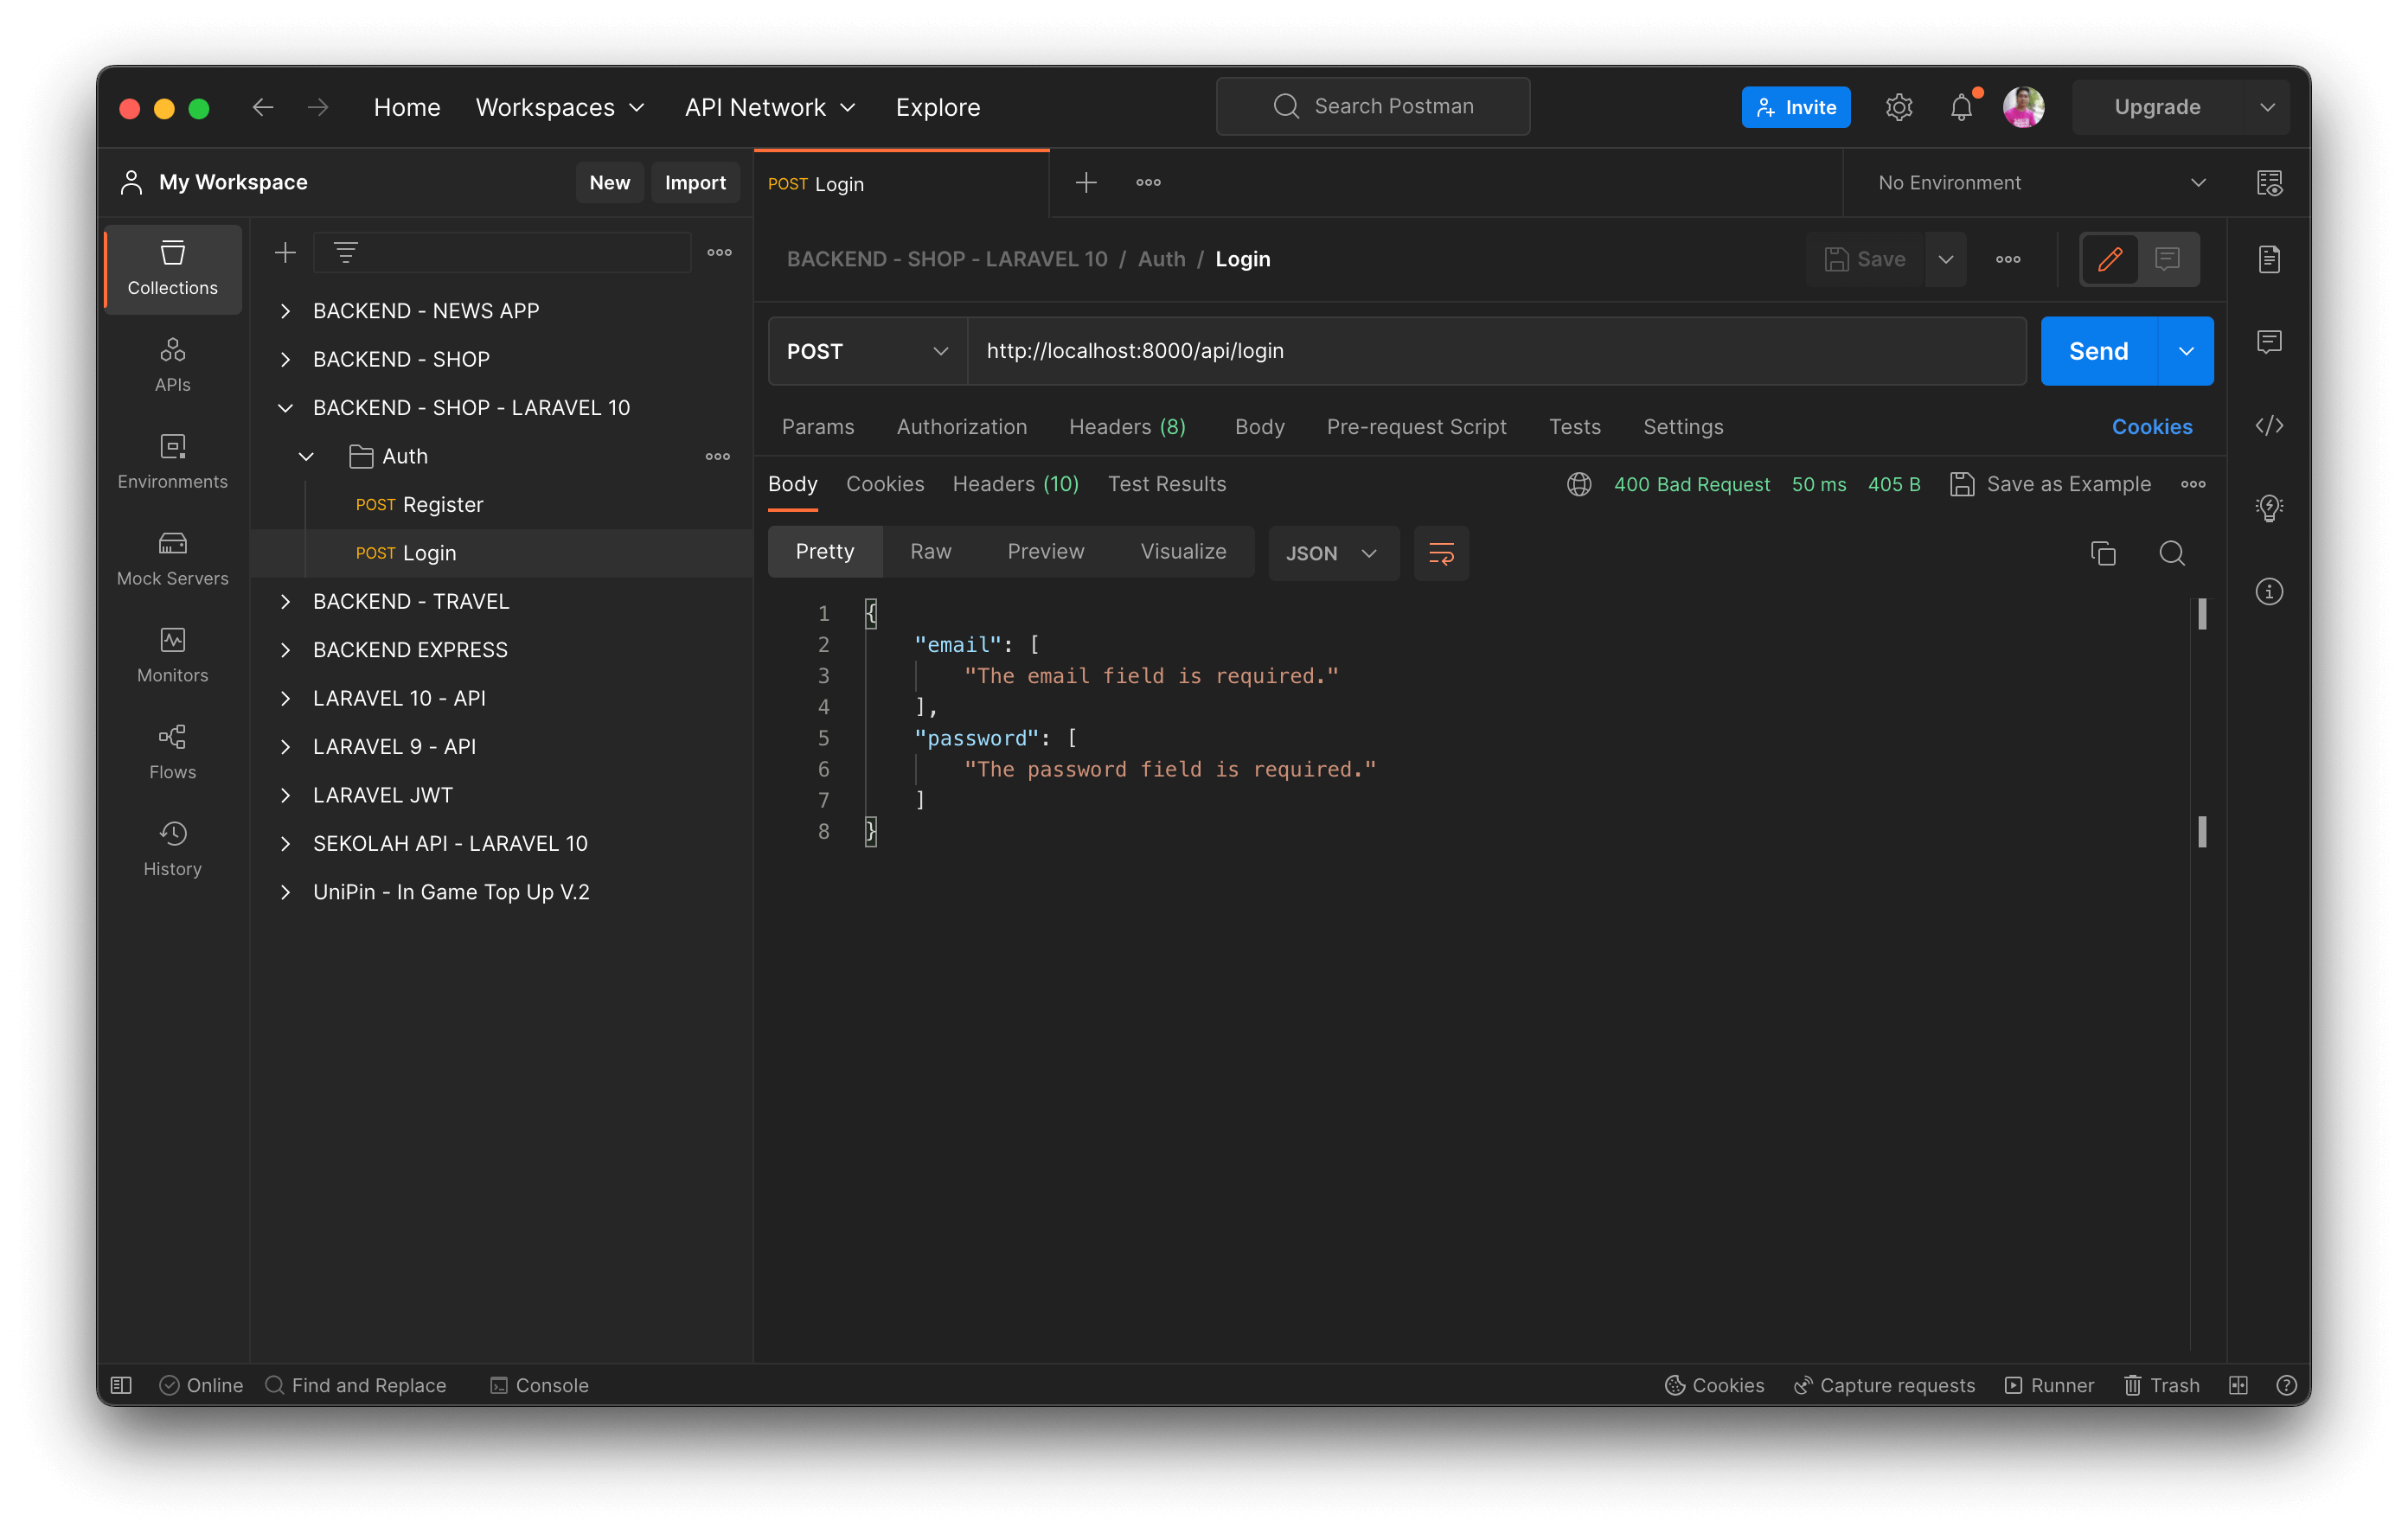 Home Workspaces API Network Explore Search Postman Invite Upgrade
My Workspace New Import POST Login No Environment
Collections
APIs
Environments
Mock Servers
Monitors
Flows
History
BACKEND - NEWS APP
BACKEND - SHOP
BACKEND - SHOP - LARAVEL 10
Auth
POST Register
POST Login
BACKEND - TRAVEL
BACKEND EXPRESS
LARAVEL 10 - API
LARAVEL 9 - API
LARAVEL JWT
SEKOLAH API - LARAVEL 10
UniPin - In Game Top Up V.2
BACKEND - SHOP - LARAVEL 10 / Auth / Login Save
POST http://localhost:8000/api/login Send
Params Authorization Headers (8) Body Pre-request Script Tests Settings Cookies
Body Cookies Headers (10) Test Results 400 Bad Request 50 ms 405 B Save as Example
Pretty Raw Preview Visualize JSON
1 {
2 "email": [
3 "The email field is required."
4 ],
5 "password": [
6 "The password field is required."
7 ]
8 }
Online Find and Replace Console Cookies Capture requests Runner Trash